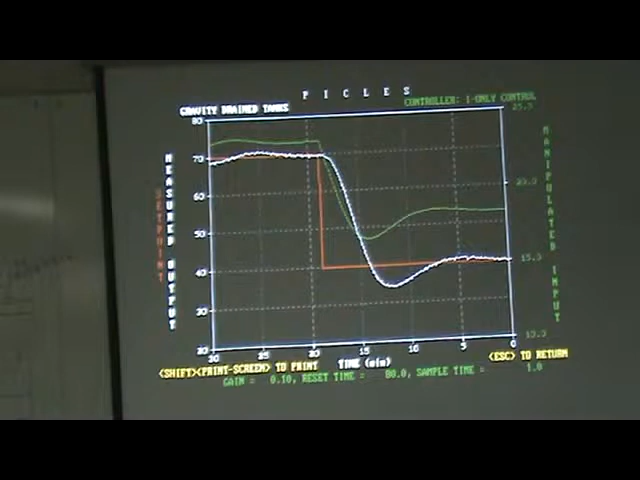 P I C L E S
GRAVITY DRAINED TANKS
CONTROLLER: I-ONLY CONTROL
80
70
60
50
40
30
20
25.0
20.0
15.0
10.0
MEASURED OUTPUT
SETPOINT
MANIPULATED INPUT
30
25
20
15
10
5
0
TIME (min)
<SHIFT><PRINT-SCREEN> TO PRINT
<ESC> TO RETURN
GAIN = 0.10, RESET TIME = 80.0, SAMPLE TIME = 1.0